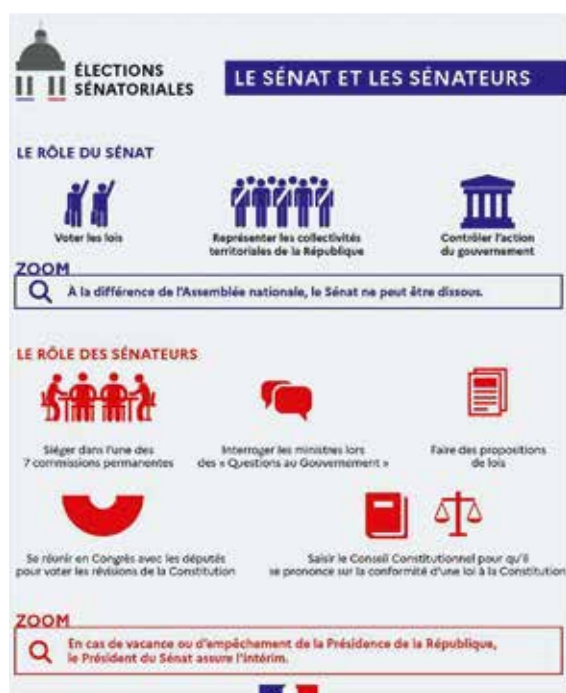 ÉLECTIONS
SÉNATORIALES
LE SÉNAT ET LES SÉNATEURS
LE RÔLE DU SÉNAT
Voter les lois
Représenter les collectivités
territoriales de la République
Contrôler l'action
du gouvernement
ZOOM
À la différence de l'Assemblée nationale, le Sénat ne peut être dissous.
LE RÔLE DES SÉNATEURS
Siéger dans l'une des
7 commissions permanentes
Interroger les ministres lors
des « Questions au Gouvernement »
Faire des propositions
de lois
Se réunir en Congrès avec les députés
pour voter les révisions de la Constitution
Saisir le Conseil Constitutionnel pour qu'il
se prononce sur la conformité d'une loi à la Constitution
ZOOM
En cas de vacance ou d'empêchement de la Présidence de la République,
le Président du Sénat assure l'intérim.